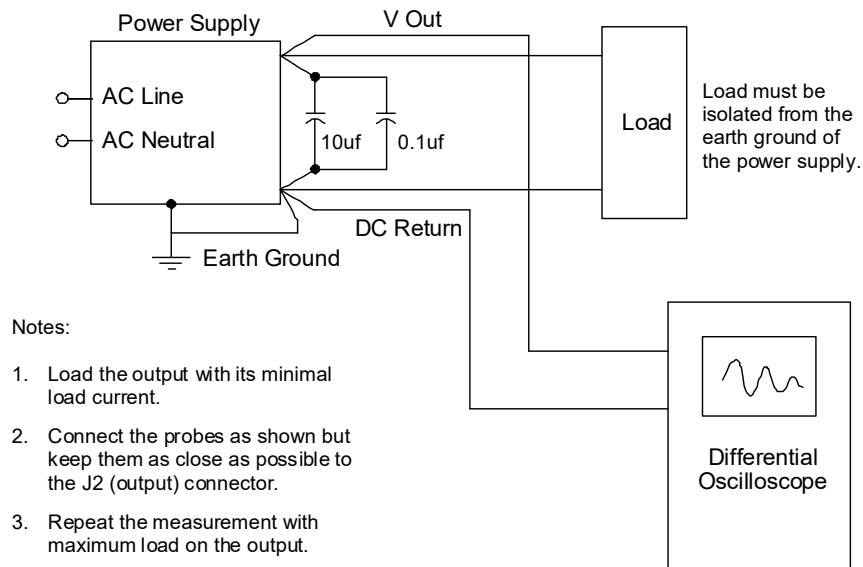 Power Supply
V Out
AC Line
AC Neutral
10uf
0.1uf
Load
Load must be
isolated from the
earth ground of
the power supply.
DC Return
Earth Ground
Notes:
1. Load the output with its minimal
load current.
2. Connect the probes as shown but
keep them as close as possible to
the J2 (output) connector.
3. Repeat the measurement with
maximum load on the output.
Differential
Oscilloscope